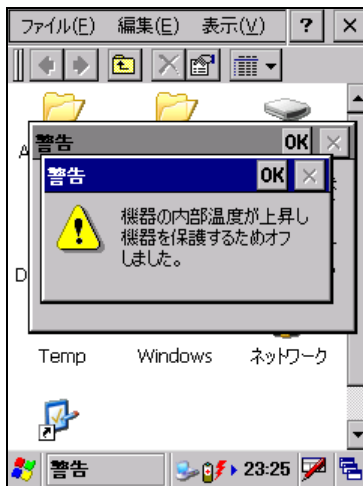 ファイル(F) 編集(E) 表示(V) ? ×
警告 OK ×
警告 OK ×
機器の内部温度が上昇し
機器を保護するためオフ
しました。
Temp Windows ネットワーク
警告 23:25